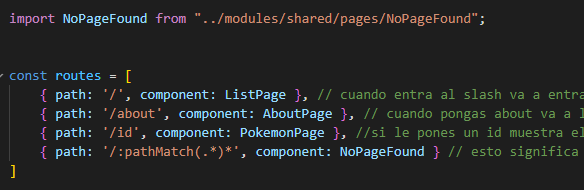 import NoPageFound from "../modules/shared/pages/NoPageFound";
const routes = [
{ path: '/', component: ListPage }, // cuando entra al slash va a entra
{ path: '/about', component: AboutPage }, // cuando pongas about va a l
{ path: '/id', component: PokemonPage }, //si le pones un id muestra el
{ path: '/:pathMatch(.*)*', component: NoPageFound } // esto significa
]